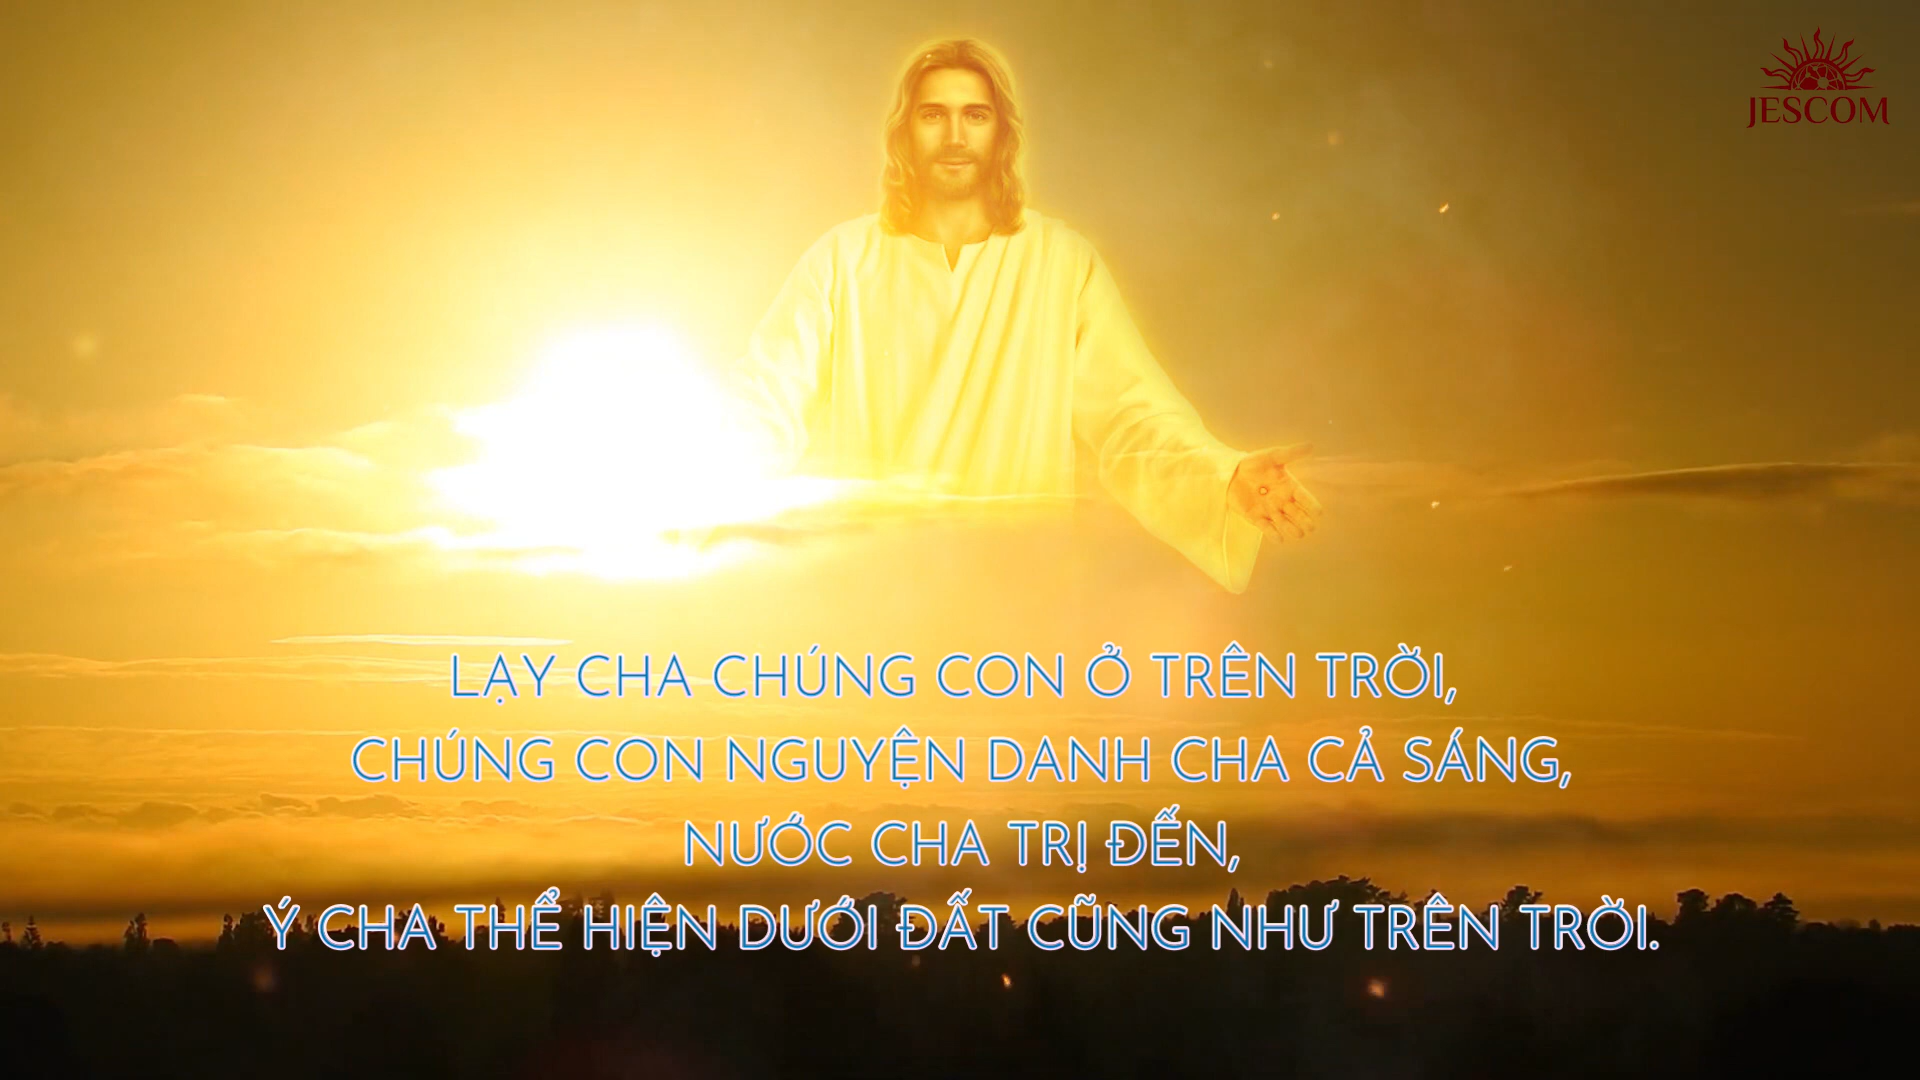 JESCOM
LẠY CHA CHÚNG CON Ở TRÊN TRỜI,
CHÚNG CON NGUYỆN DANH CHA CẢ SÁNG,
NƯỚC CHA TRỊ ĐẾN,
Ý CHA THỂ HIỆN DƯỚI ĐẤT CŨNG NHƯ TRÊN TRỜI.